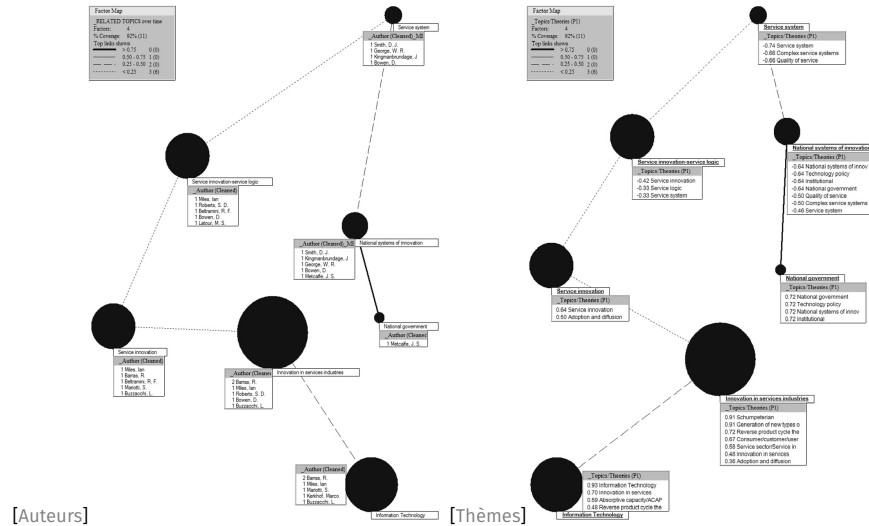 Factor Map
_RELATED TOPICS over time
Factors: 4
% Coverage: 92% (11)
Top links shown
> 0.75 0 (0)
0.50 - 0.75 1 (0)
0.25 - 0.50 2 (0)
< 0.25 3 (6)
Service system
_Author (Cleaned)_MI
1 Smith, D. J.
1 George, W. R.
1 Kingmanbrundage, J
1 Bowen, D.
Service innovation-service logic
_Author (Cleaned)
1 Miles, Ian
1 Roberts, S. D.
1 Beltramini, R. F.
1 Bowen, D.
1 Latour, M. S.
_Author (Cleaned)_MI
National systems of innovation
1 Smith, D. J.
1 Kingmanbrundage, J
1 George, W. R.
1 Bowen, D.
1 Metcalfe, J. S.
National government
_Author (Cleaned)
1 Metcalfe, J. S.
Service innovation
_Author (Cleaned)
1 Miles, Ian
1 Barras, R.
1 Beltramini, R. F.
1 Mariotti, S.
1 Buzzacchi, L.
_Author (Cleaned)
Innovation in services industries
2 Barras, R.
1 Miles, Ian
1 Roberts, S. D.
1 Bowen, D.
1 Buzzacchi, L.
_Author (Cleaned)
2 Barras, R.
1 Miles, Ian
1 Mariotti, S.
1 Kerkhof, Marco
1 Buzzacchi, L.
Information Technology
[Auteurs]
Factor Map
_Topics/Theories (P1)
Factors: 4
% Coverage: 92% (11)
Top links shown
> 0.75 0 (0)
0.50 - 0.75 1 (0)
0.25 - 0.50 2 (0)
< 0.25 3 (6)
Service system
_Topics/Theories (P1)
-0.74 Service system
-0.66 Complex service systems
-0.66 Quality of service
National systems of innovation
_Topics/Theories (P1)
-0.64 National systems of innov
-0.64 Technology policy
-0.64 Institutional
-0.64 National government
-0.50 Quality of service
-0.50 Complex service systems
-0.46 Service system
Service innovation-service logic
_Topics/Theories (P1)
-0.42 Service innovation
-0.33 Service logic
-0.33 Service system
National government
_Topics/Theories (P1)
0.72 National government
0.72 Technology policy
0.72 National systems of innov
0.72 Institutional
Service innovation
_Topics/Theories (P1)
0.64 Service innovation
0.50 Adoption and diffusion
Innovation in services industries
_Topics/Theories (P1)
0.91 Schumpeterian
0.91 Generation of new types o
0.72 Reverse product cycle the
0.67 Consumer/customer/user
0.58 Service sector/Service in
0.48 Innovation in services
0.36 Adoption and diffusion
_Topics/Theories (P1)
0.93 Information Technology
0.70 Innovation in services
0.59 Absorptive capacity/ACAP
0.48 Reverse product cycle the
Information Technology
[Thèmes]